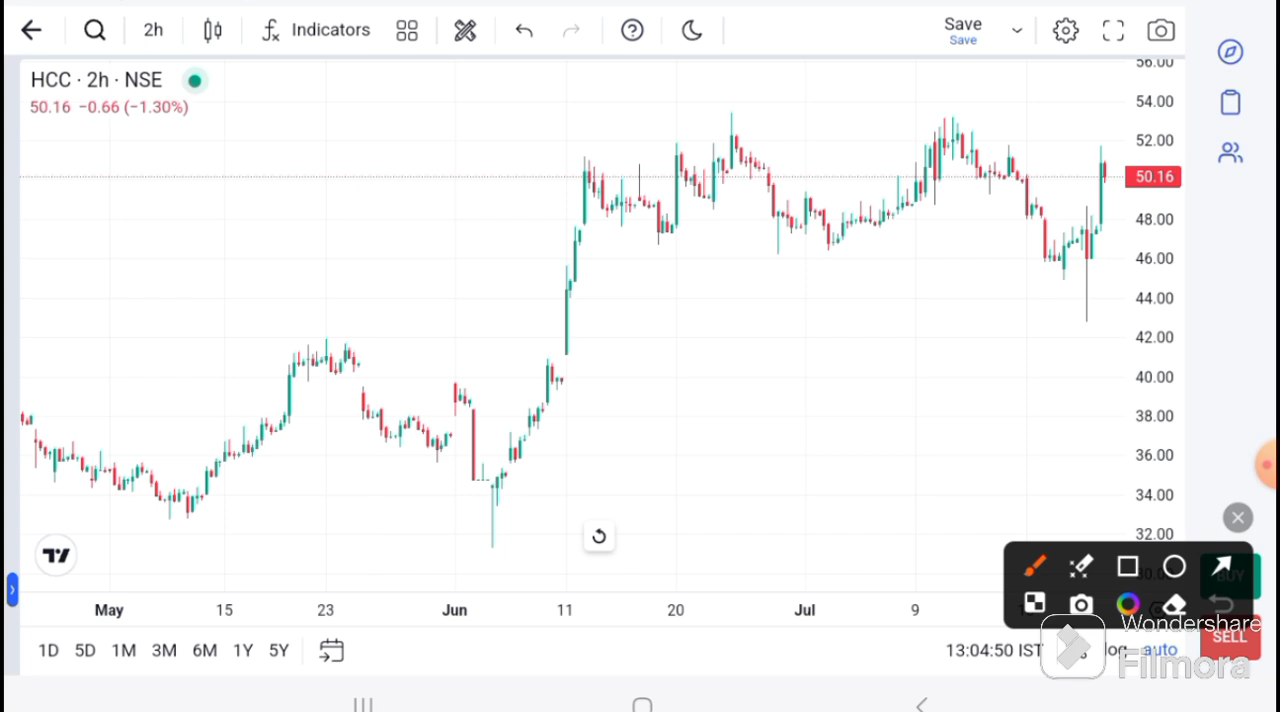 2h
Indicators
Save
Save
HCC · 2h · NSE
50.16 −0.66 (−1.30%)
56.00
54.00
52.00
50.16
48.00
46.00
44.00
42.00
40.00
38.00
36.00
34.00
32.00
30.00
BUY
May 15 23 Jun 11 20 Jul 9
Wondershare
Filmora
SELL
1D 5D 1M 3M 6M 1Y 5Y
13:04:50 IST
log auto